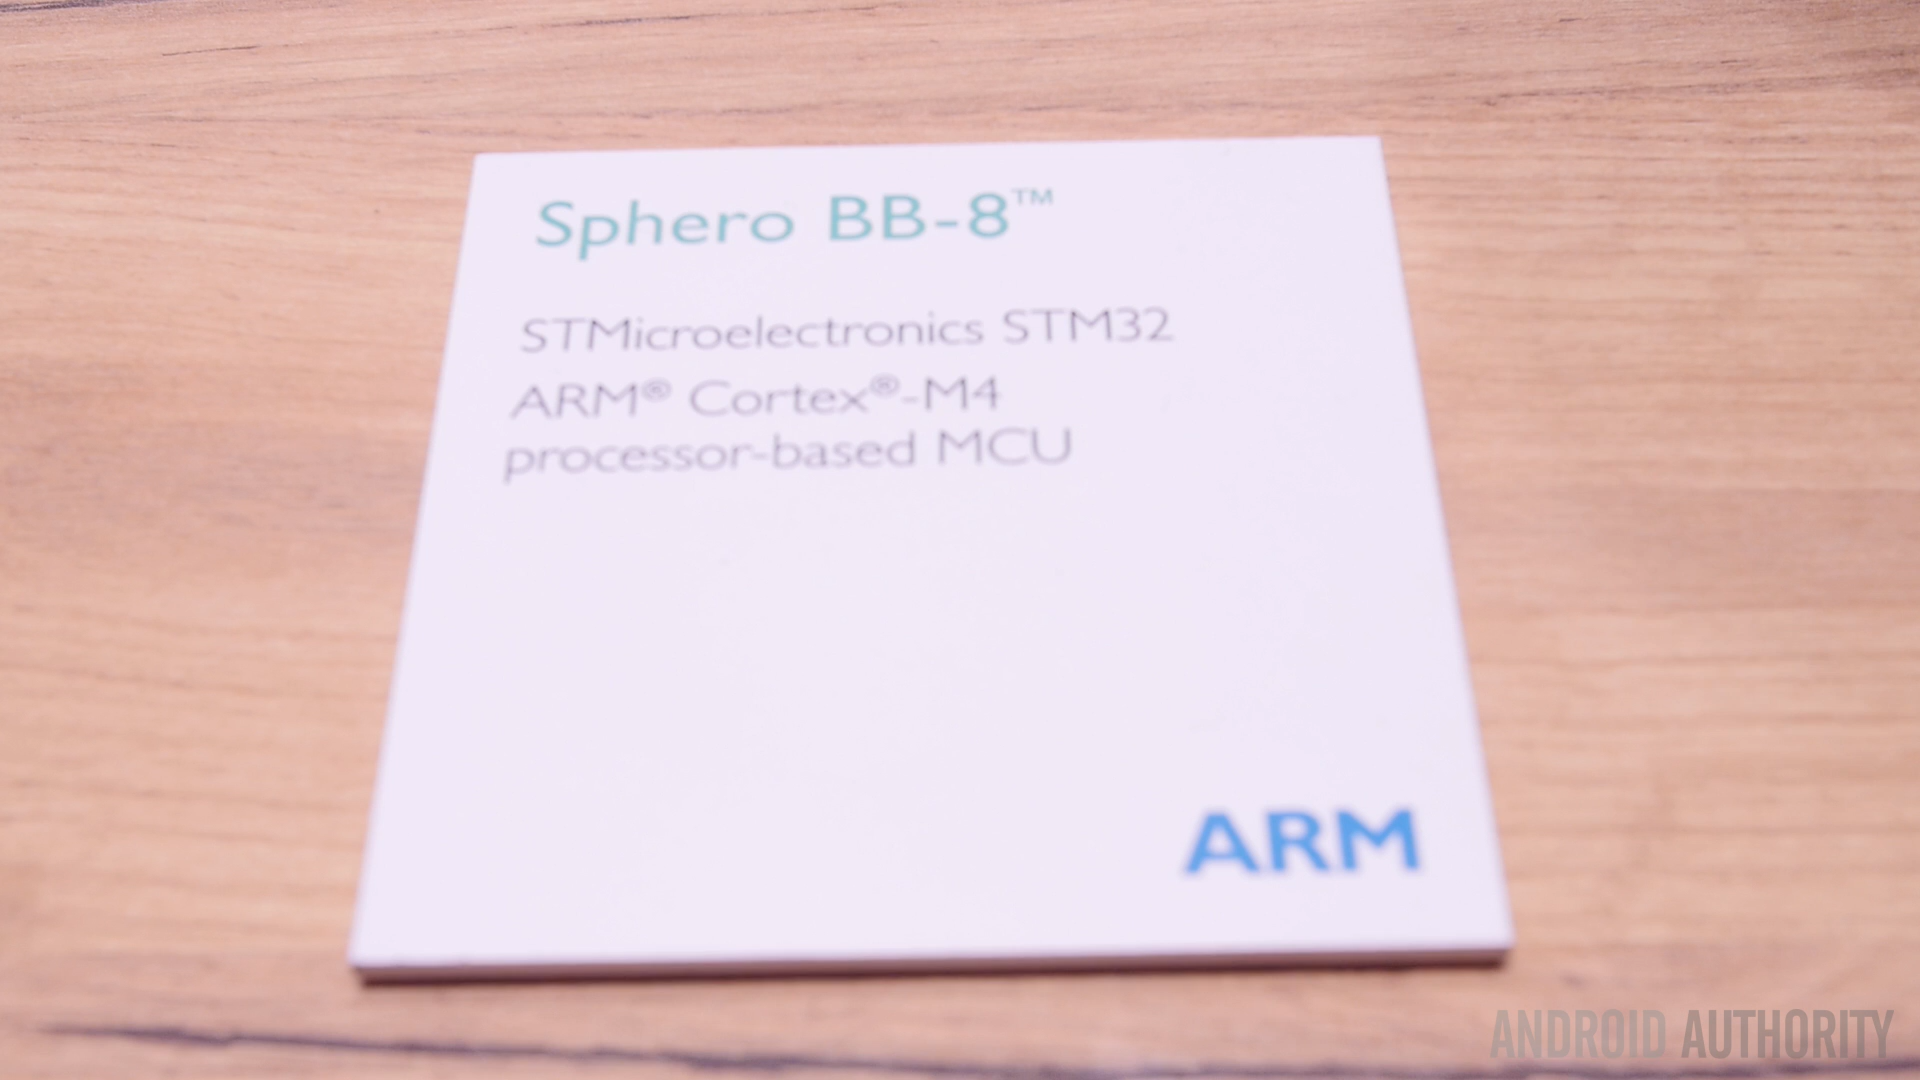 Sphero BB-8™
STMicroelectronics STM32
ARM® Cortex®-M4
processor-based MCU
ARM
ANDROID AUTHORITY